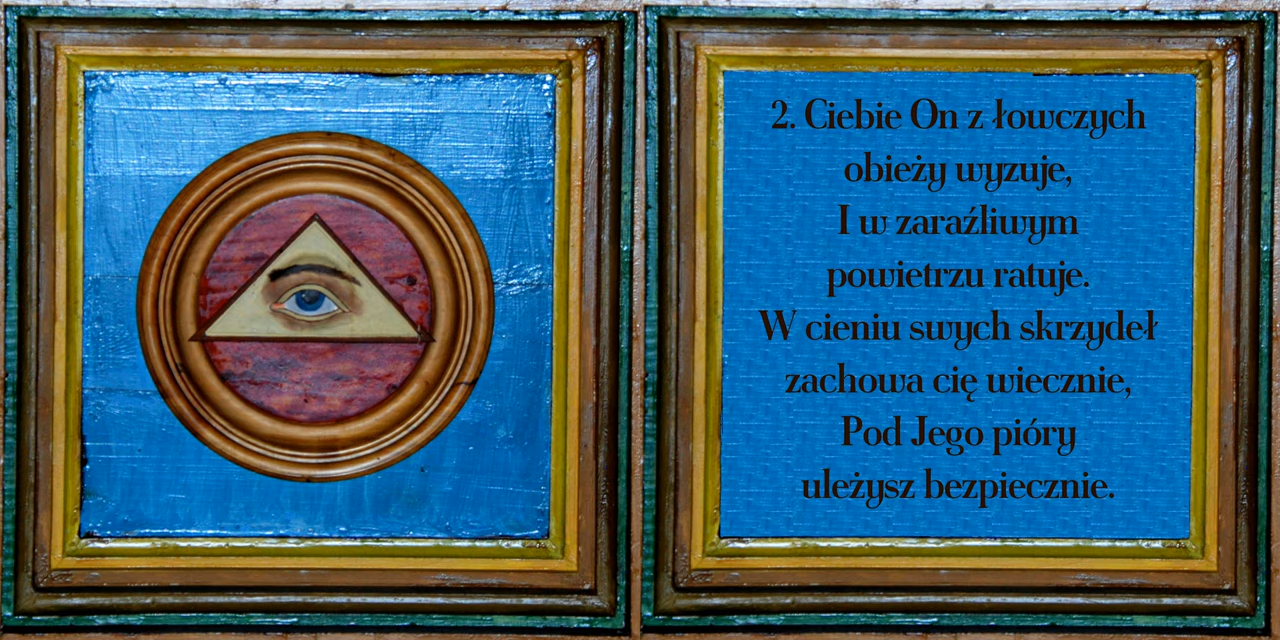 2. Ciebie On z łowczych
obieży wyzuje,
I w zaraźliwym
powietrzu ratuje.
W cieniu swych skrzydeł
zachowa cię wiecznie,
Pod Jego pióry
uleżysz bezpiecznie.